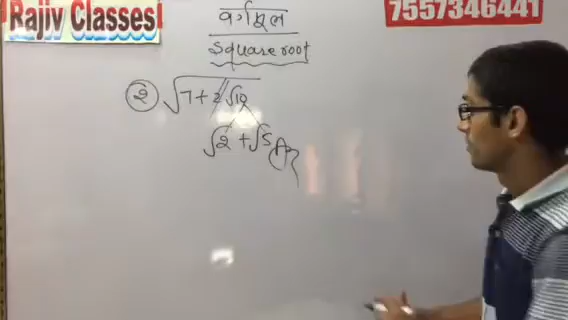 Rajiv Classes
7557346441
वर्गमूल
Square root
② √7+2√10
√2 + √5